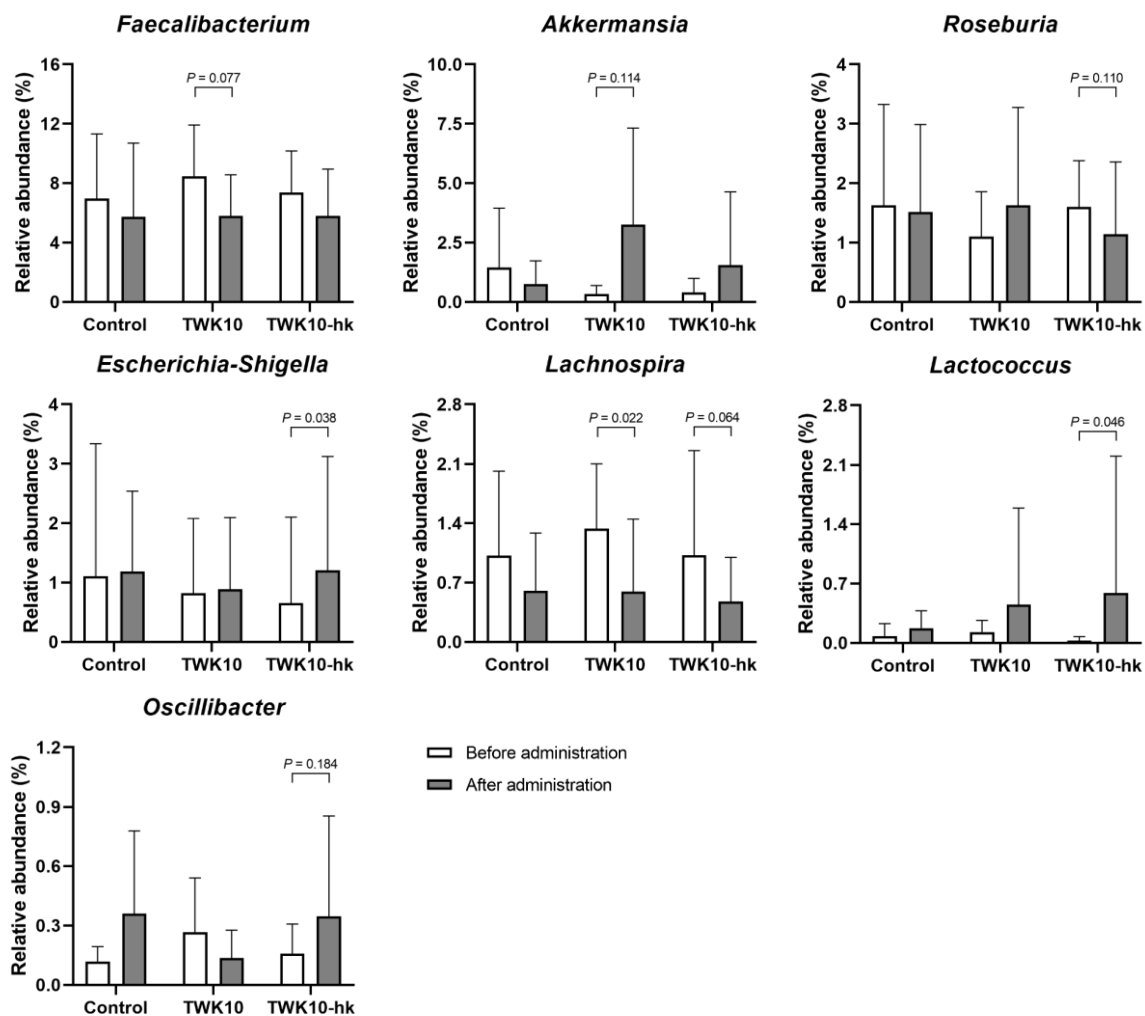 Faecalibacterium
Relative abundance (%)
16
12
8
4
0
P = 0.077
Control TWK10 TWK10-hk
Akkermansia
Relative abundance (%)
10.0
7.5
5.0
2.5
0.0
P = 0.114
Control TWK10 TWK10-hk
Roseburia
Relative abundance (%)
4
3
2
1
0
P = 0.110
Control TWK10 TWK10-hk
Escherichia-Shigella
Relative abundance (%)
4
3
2
1
0
P = 0.038
Control TWK10 TWK10-hk
Lachnospira
Relative abundance (%)
2.8
2.1
1.4
0.7
0.0
P = 0.022
P = 0.064
Control TWK10 TWK10-hk
Lactococcus
Relative abundance (%)
2.8
2.1
1.4
0.7
0.0
P = 0.046
Control TWK10 TWK10-hk
Oscillibacter
Relative abundance (%)
1.2
0.9
0.6
0.3
0.0
P = 0.184
Control TWK10 TWK10-hk
Before administration
After administration